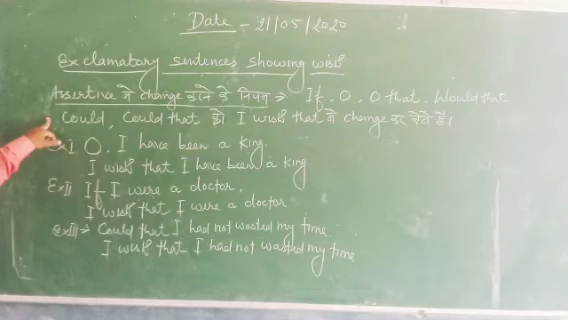 Date - 21/05/2020
Exclamatory sentences showing wish
Assertive में change करने के नियम → If, O, O that, Would that
Could, Could that को I wish that में change कर देते हैं।
Ex I O. I have been a king.
I wish that I have been a king
Ex II If I were a doctor.
I wish that I were a doctor
Ex III → Could that I had not wasted my time.
I wish that I had not wasted my time